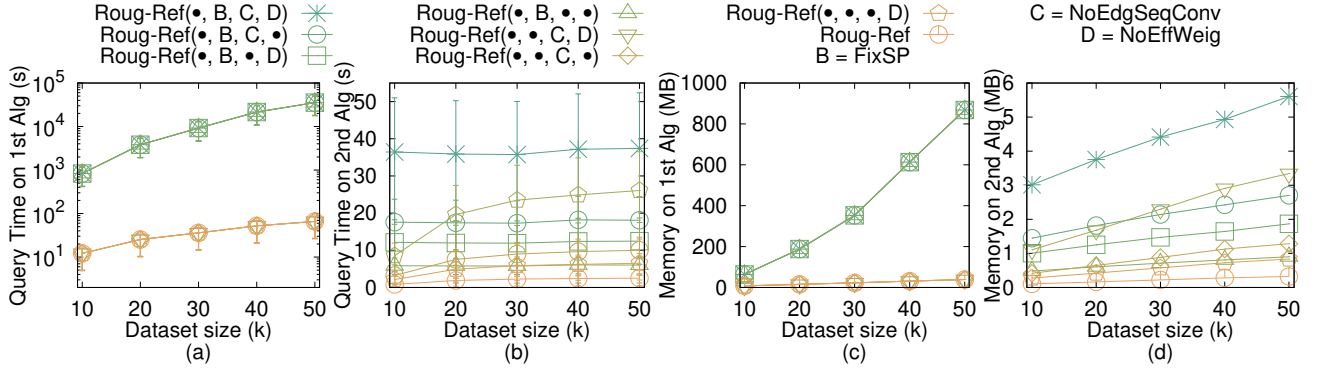 Roug-Ref(•, B, C, D)
Roug-Ref(•, B, C, •)
Roug-Ref(•, B, •, D)
Roug-Ref(•, B, •, •)
Roug-Ref(•, •, C, D)
Roug-Ref(•, •, C, •)
Roug-Ref(•, •, •, D)
Roug-Ref
B = FixSP
C = NoEdgSeqConv
D = NoEffWeig
Query Time on 1st Alg (s)
10^5
10^4
10^3
10^2
10^1
10 20 30 40 50
Dataset size (k)
(a)
Query Time on 2nd Alg (s)
50
40
30
20
10
0
10 20 30 40 50
Dataset size (k)
(b)
Memory on 1st Alg (MB)
1000
800
600
400
200
0
10 20 30 40 50
Dataset size (k)
(c)
Memory on 2nd Alg (MB)
6
5
4
3
2
1
0
10 20 30 40 50
Dataset size (k)
(d)